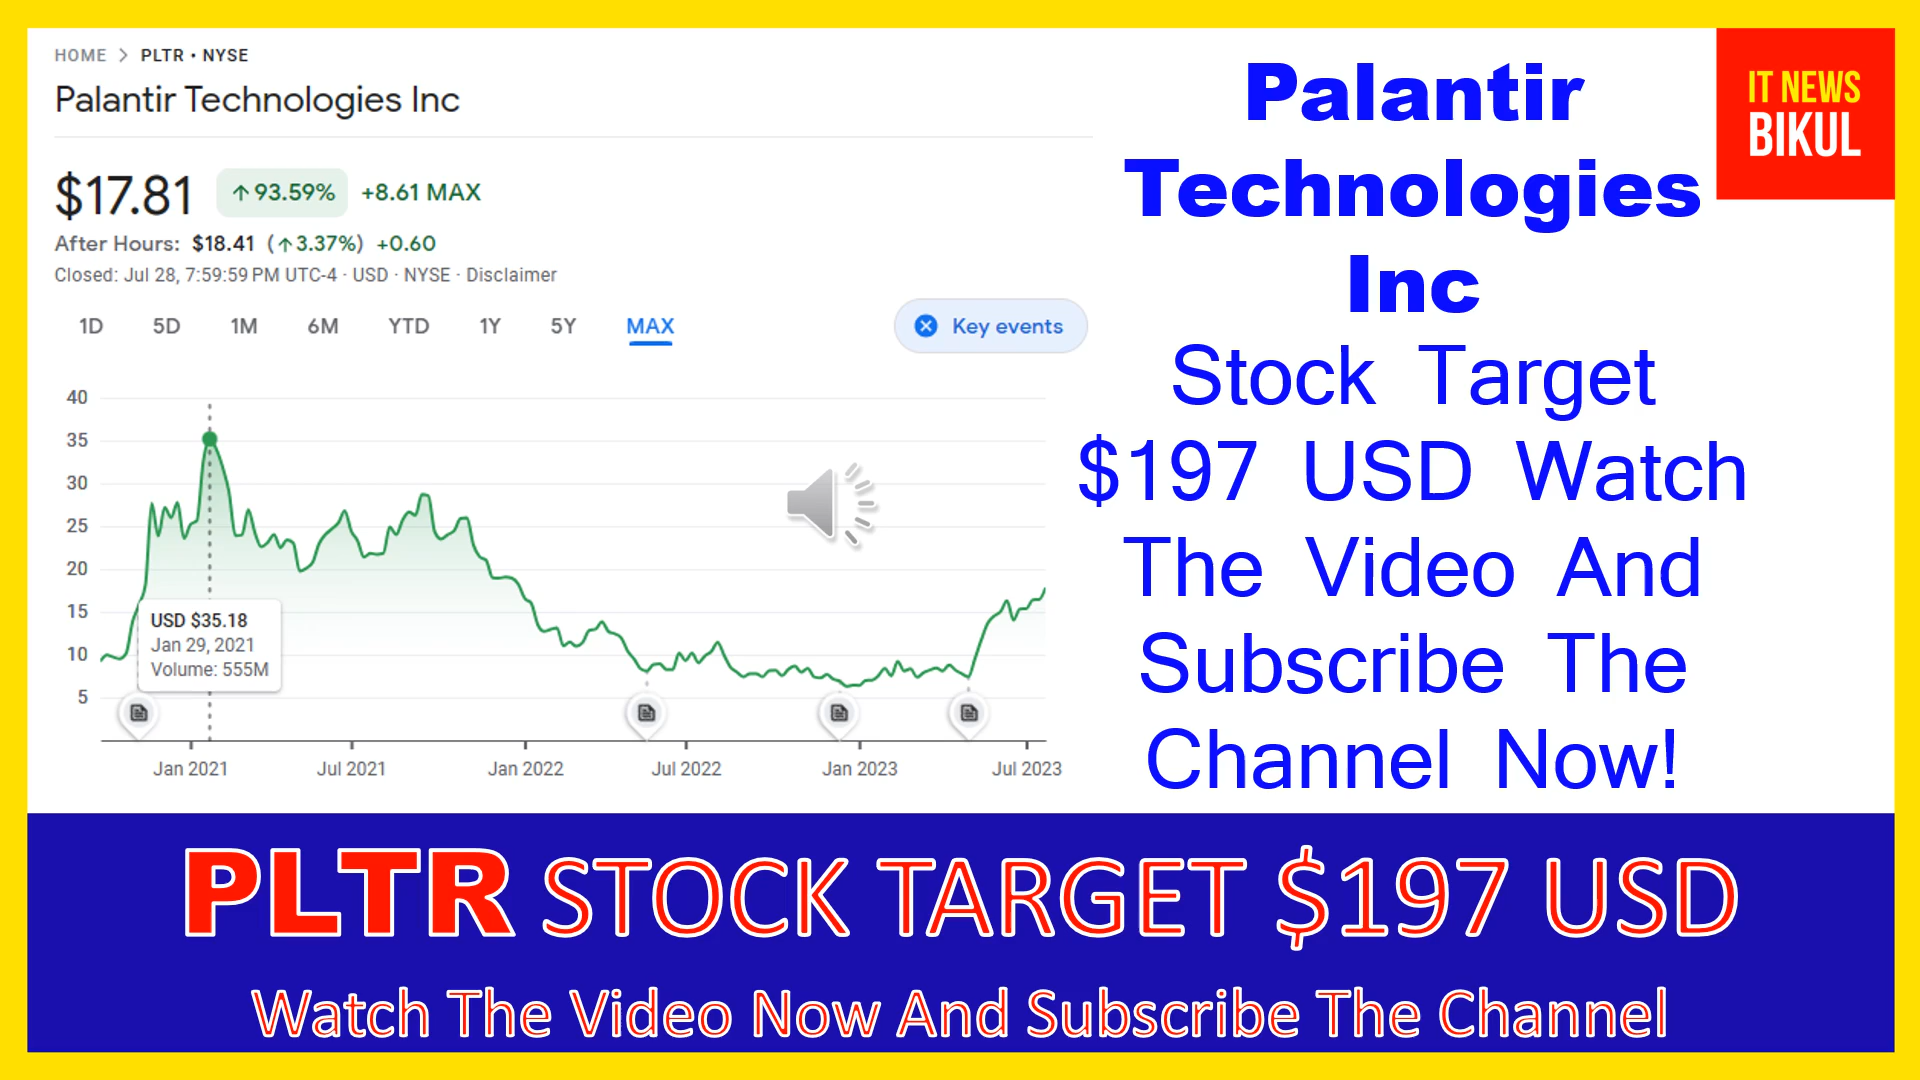 HOME > PLTR • NYSE
Palantir Technologies Inc
$17.81 ↑ 93.59% +8.61 MAX
After Hours: $18.41 (↑3.37%) +0.60
Closed: Jul 28, 7:59:59 PM UTC-4 · USD · NYSE · Disclaimer
1D 5D 1M 6M YTD 1Y 5Y MAX
Key events
40
35
30
25
20
15
10
5
USD $35.18
Jan 29, 2021
Volume: 555M
Jan 2021 Jul 2021 Jan 2022 Jul 2022 Jan 2023 Jul 2023
Palantir
Technologies
Inc
Stock Target
$197 USD Watch
The Video And
Subscribe The
Channel Now!
IT NEWS
BIKUL
PLTR STOCK TARGET $197 USD
Watch The Video Now And Subscribe The Channel